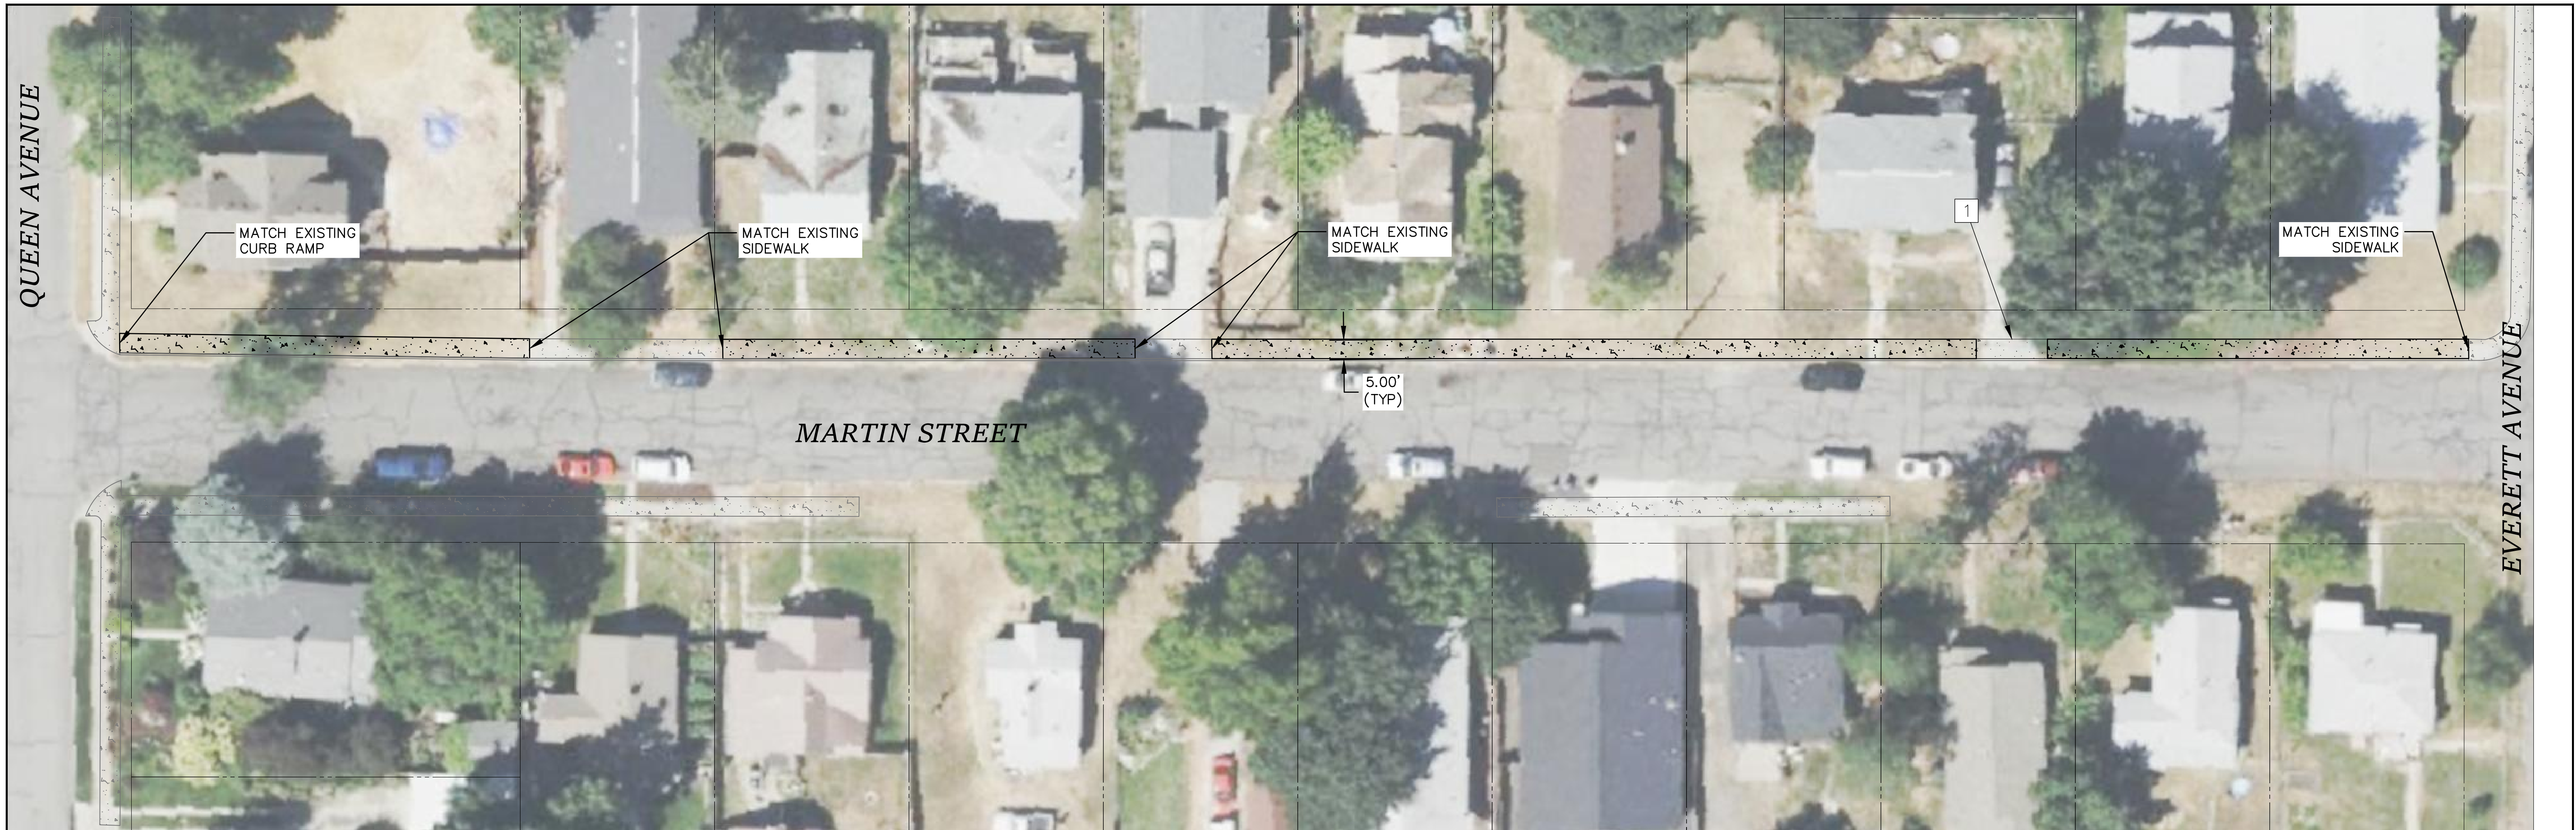 QUEEN AVENUE
MATCH EXISTING
CURB RAMP
MATCH EXISTING
SIDEWALK
MATCH EXISTING
SIDEWALK
1
MATCH EXISTING
SIDEWALK
5.00'
(TYP)
MARTIN STREET
EVERETT AVENUE